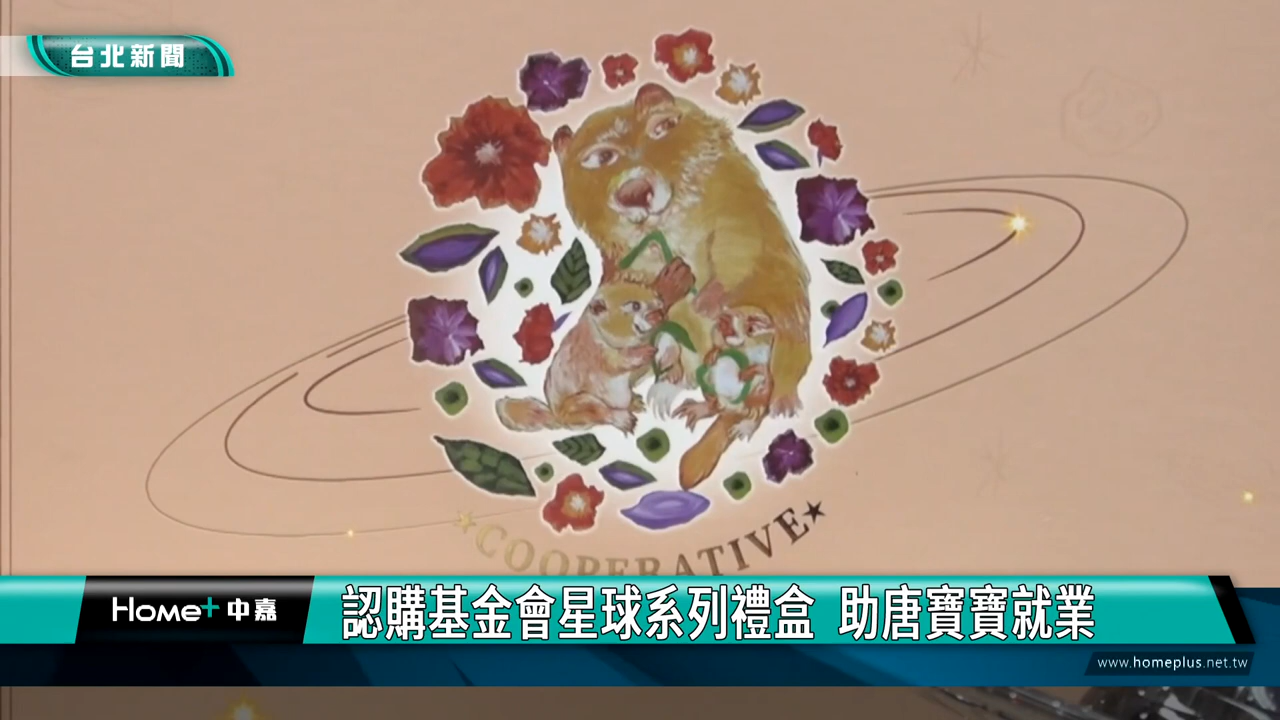 台北新聞
★COOPERATIVE★
Home+ 中嘉
認購基金會星球系列禮盒 助唐寶寶就業
www.homeplus.net.tw